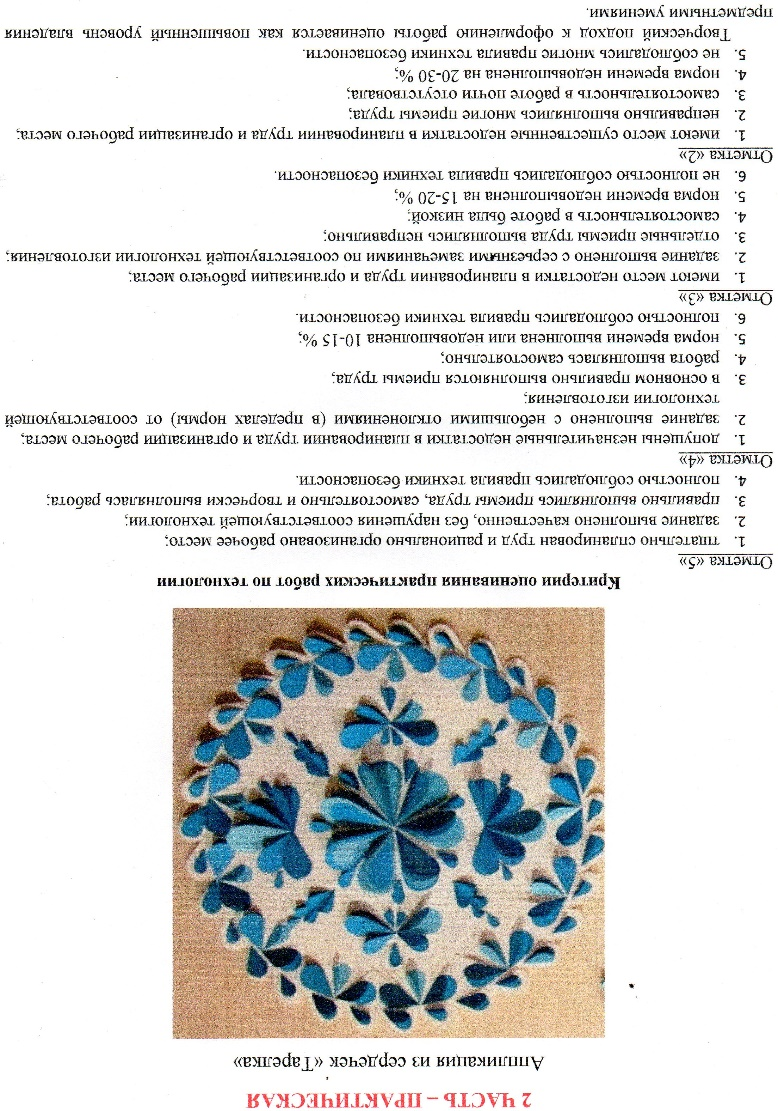 2 ЧАСТЬ – ПРАКТИЧЕСКАЯ
Аппликация из сердечек «Тарелка»
Критерии оценивания практических работ по технологии
Отметка «5»
1. тщательно спланирован труд и рационально организовано рабочее место;
2. задание выполнено качественно, без нарушения соответствующей технологии;
3. правильно выполнялись приемы труда, самостоятельно и творчески выполнялась работа;
4. полностью соблюдались правила техники безопасности.
Отметка «4»
1. допущены незначительные недостатки в планировании труда и организации рабочего места;
2. задание выполнено с небольшими отклонениями (в пределах нормы) от соответствующей
технологии изготовления;
3. в основном правильно выполняются приемы труда;
4. работа выполнялась самостоятельно;
5. норма времени выполнена или недовыполнена 10-15 %;
6. полностью соблюдались правила техники безопасности.
Отметка «3»
1. имеют место недостатки в планировании труда и организации рабочего места;
2. задание выполнено с серьезными замечаниями по соответствующей технологии изготовления;
3. отдельные приемы труда выполнялись неправильно;
4. самостоятельность в работе была низкой;
5. норма времени недовыполнена на 15-20 %;
6. не полностью соблюдались правила техники безопасности.
Отметка «2»
1. имеют место существенные недостатки в планировании труда и организации рабочего места;
2. неправильно выполнялись многие приемы труда;
3. самостоятельность в работе почти отсутствовала;
4. норма времени недовыполнена на 20-30 %;
5. не соблюдались многие правила техники безопасности.
Творческий подход к оформлению работы оценивается как повышенный уровень владения
предметными умениями.